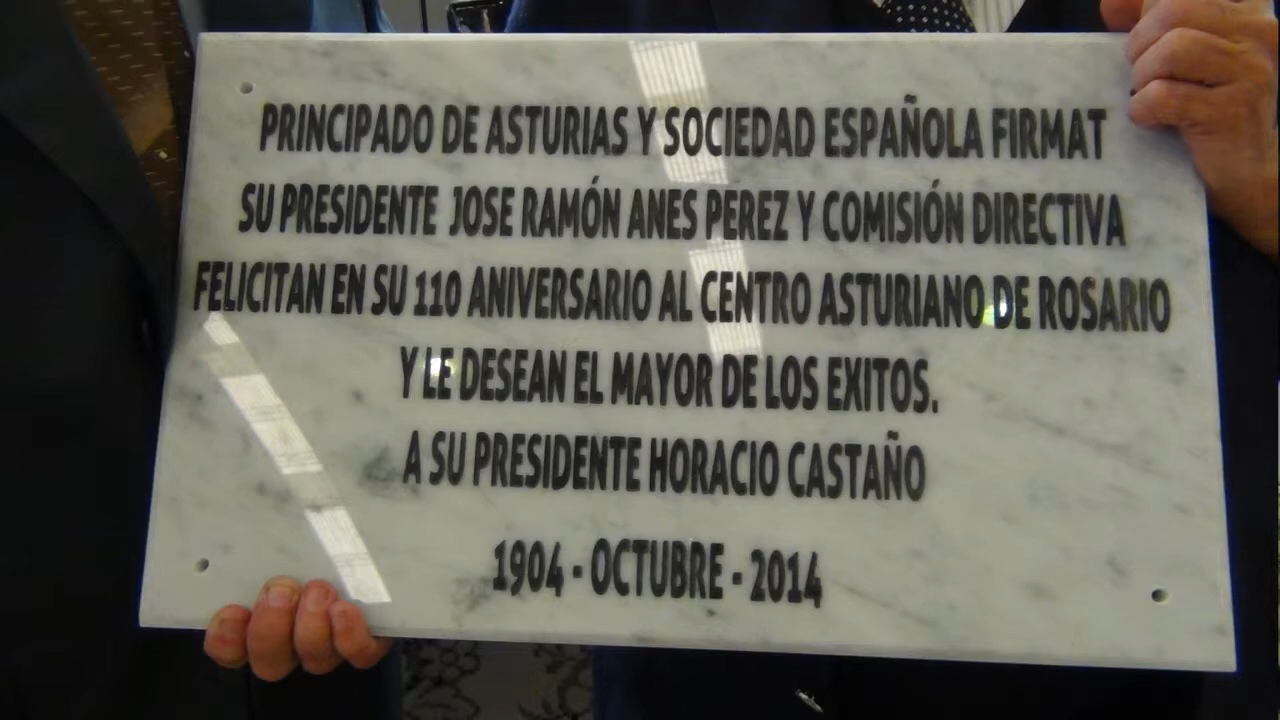 PRINCIPADO DE ASTURIAS Y SOCIEDAD ESPAÑOLA FIRMAT
SU PRESIDENTE JOSE RAMÓN ANES PEREZ Y COMISIÓN DIRECTIVA
FELICITAN EN SU 110 ANIVERSARIO AL CENTRO ASTURIANO DE ROSARIO
Y LE DESEAN EL MAYOR DE LOS EXITOS.
A SU PRESIDENTE HORACIO CASTAÑO
1904 - OCTUBRE - 2014